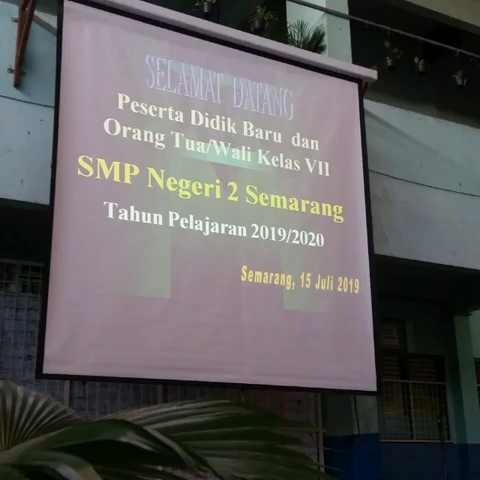 SELAMAT DATANG
Peserta Didik Baru dan
Orang Tua/Wali Kelas VII
SMP Negeri 2 Semarang
Tahun Pelajaran 2019/2020
Semarang, 15 Juli 2019